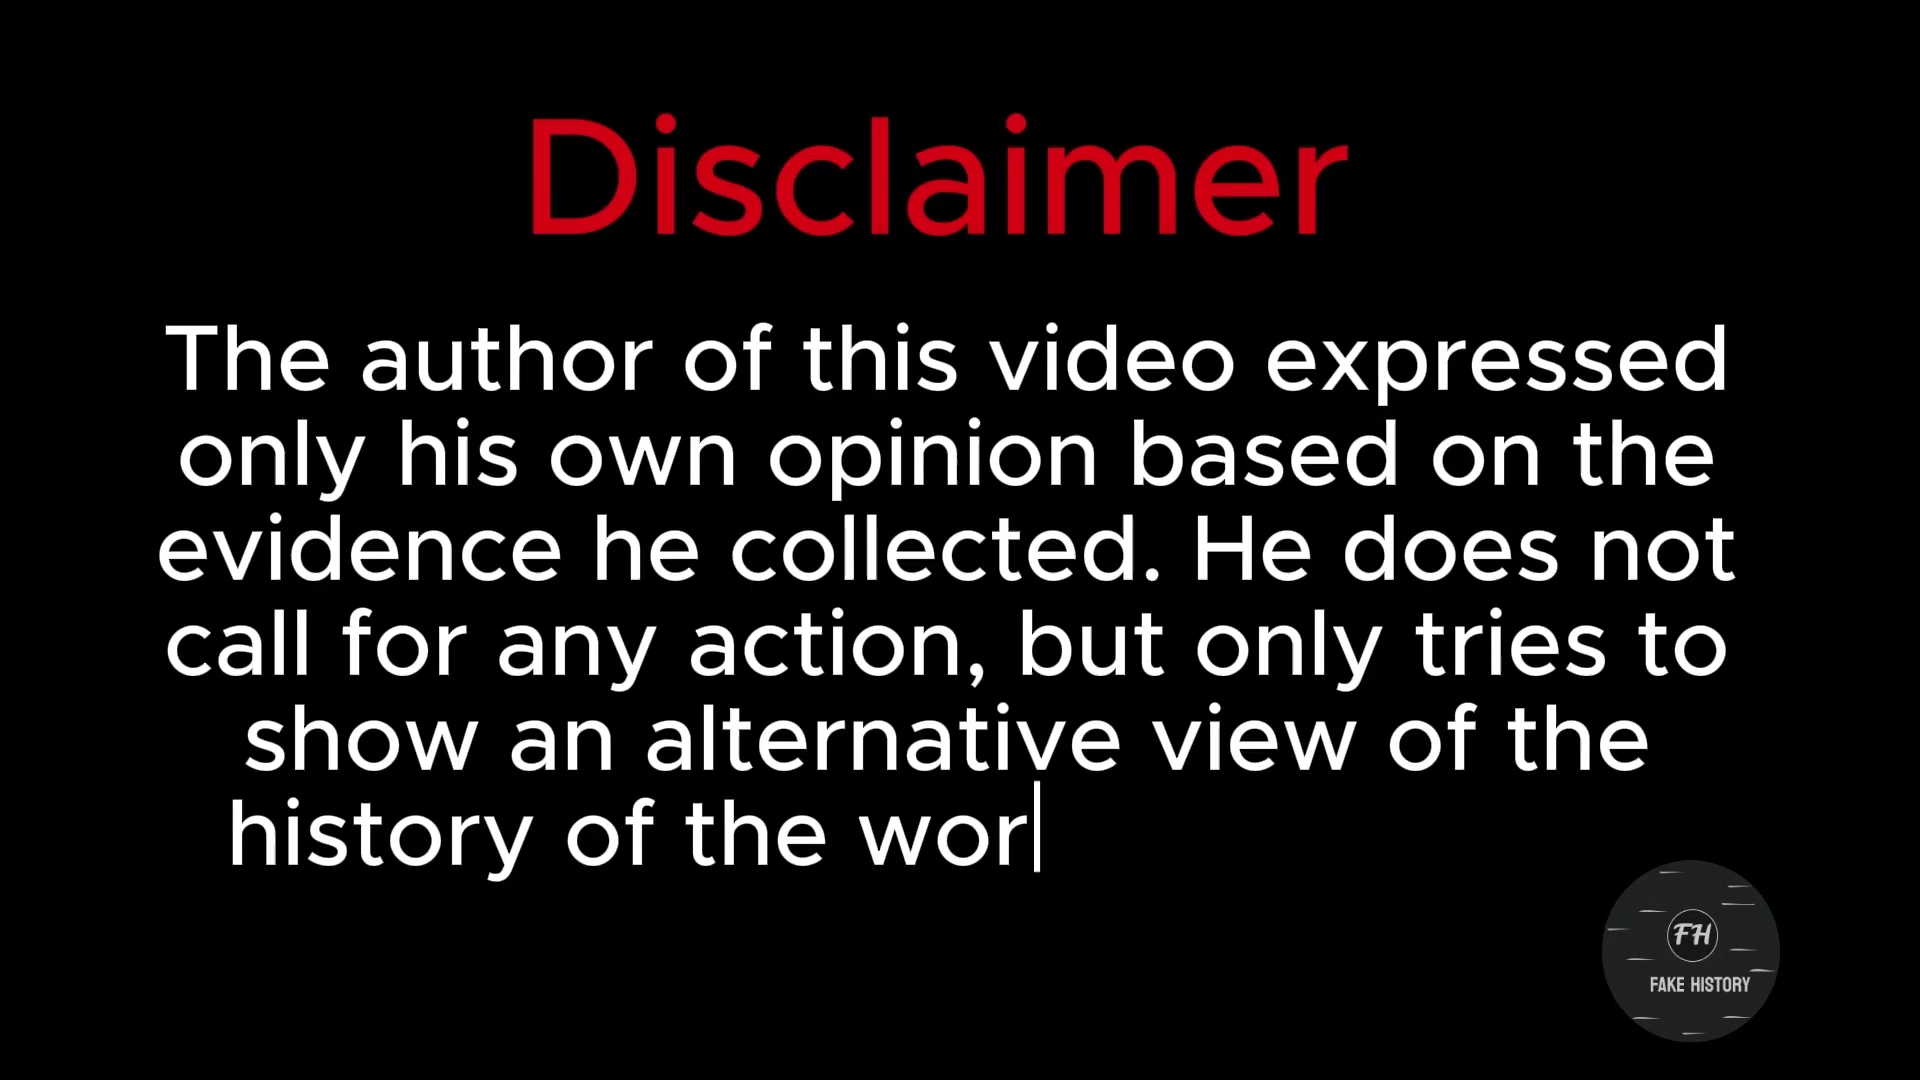 Disclaimer
The author of this video expressed
only his own opinion based on the
evidence he collected. He does not
call for any action, but only tries to
show an alternative view of the
history of the wor
FH
FAKE HISTORY